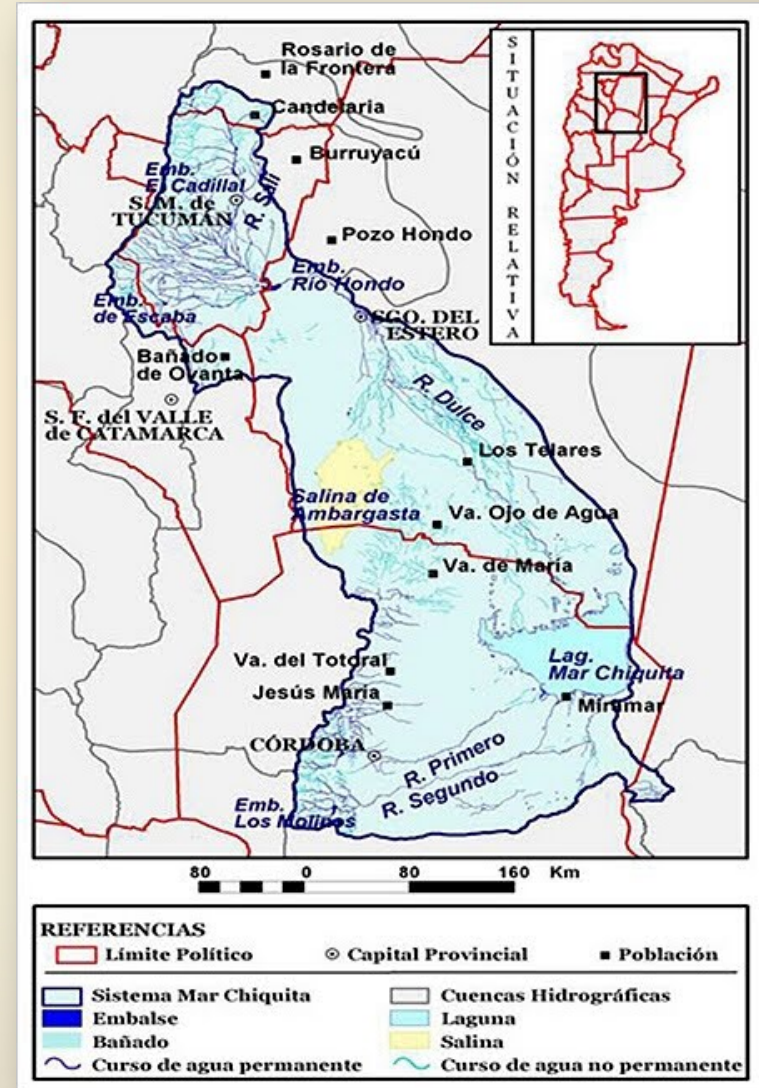 Rosario de
la Frontera
Candelaria
Burruyacú
Emb.
El Cadillal
S.M. de
TUCUMÁN
R. Salí
Pozo Hondo
Emb.
Río Hondo
Emb.
de Escaba
SGO. DEL
ESTERO
Bañado
de Ovanta
S. F. del VALLE
de CATAMARCA
R. Dulce
Los Telares
Salina de
Ambargasta
Va. Ojo de Agua
Va. de María
Va. del Totoral
Jesús María
Lag.
Mar Chiquita
Miramar
CÓRDOBA
R. Primero
R. Segundo
Emb.
Los Molinos
SITUACIÓN RELATIVA
80 0 80 160 Km
REFERENCIAS
Límite Político
Capital Provincial
Población
Sistema Mar Chiquita
Cuencas Hidrográficas
Embalse
Laguna
Bañado
Salina
Curso de agua permanente
Curso de agua no permanente